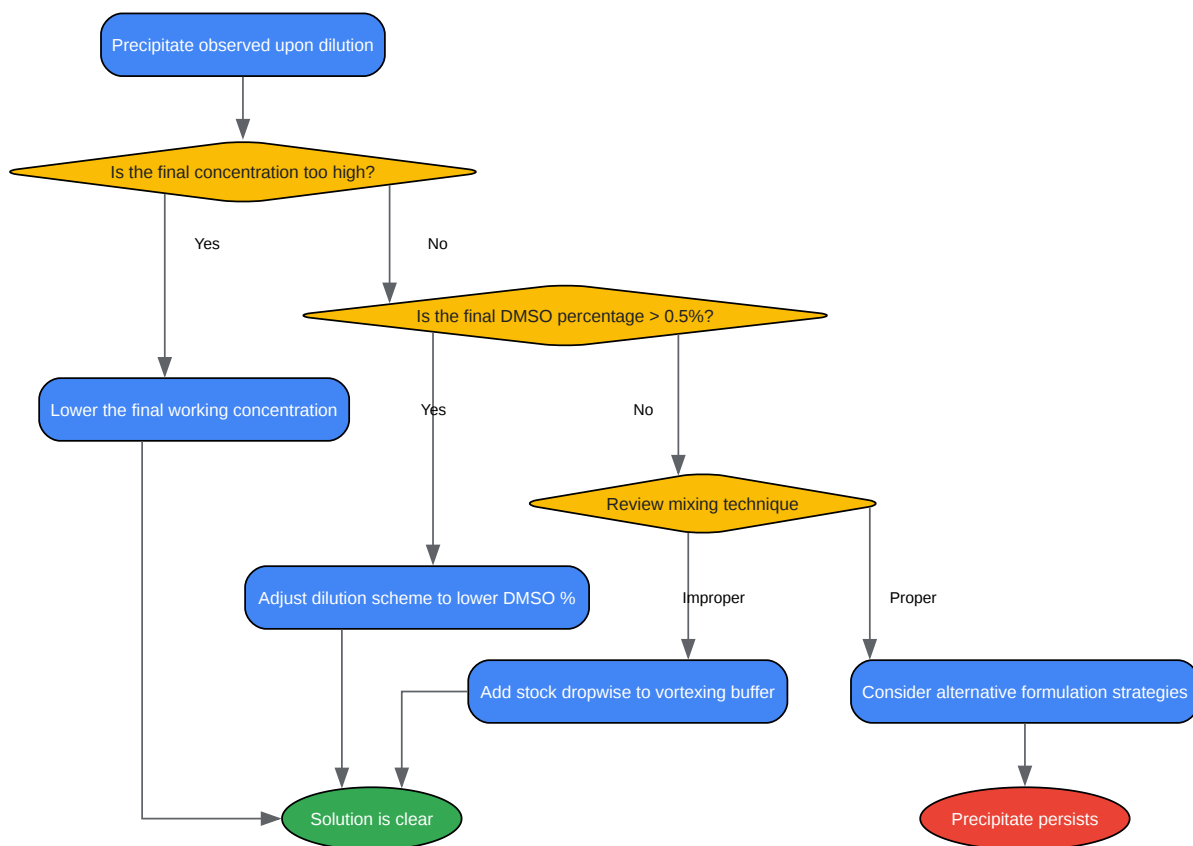 Precipitate observed upon dilution
Is the final concentration too high?
Yes
No
Is the final DMSO percentage > 0.5%?
Lower the final working concentration
Yes
No
Review mixing technique
Adjust dilution scheme to lower DMSO %
Improper
Proper
Add stock dropwise to vortexing buffer
Consider alternative formulation strategies
Solution is clear
Precipitate persists